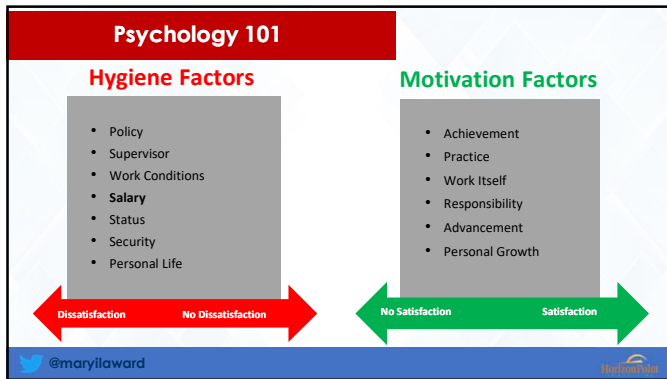 Psychology 101
Hygiene Factors
• Policy
• Supervisor
• Work Conditions
• Salary
• Status
• Security
• Personal Life
Dissatisfaction No Dissatisfaction
Motivation Factors
• Achievement
• Practice
• Work Itself
• Responsibility
• Advancement
• Personal Growth
No Satisfaction Satisfaction
@maryilaward
HorizonPoint